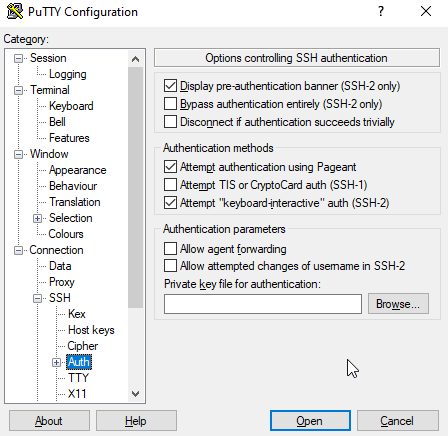 PuTTY Configuration
?
×
Category:
Session
Logging
Terminal
Keyboard
Bell
Features
Window
Appearance
Behaviour
Translation
Selection
Colours
Connection
Data
Proxy
SSH
Kex
Host keys
Cipher
Auth
TTY
X11
Options controlling SSH authentication
Display pre-authentication banner (SSH-2 only)
Bypass authentication entirely (SSH-2 only)
Disconnect if authentication succeeds trivially
Authentication methods
Attempt authentication using Pageant
Attempt TIS or CryptoCard auth (SSH-1)
Attempt "keyboard-interactive" auth (SSH-2)
Authentication parameters
Allow agent forwarding
Allow attempted changes of username in SSH-2
Private key file for authentication:
Browse...
About
Help
Open
Cancel